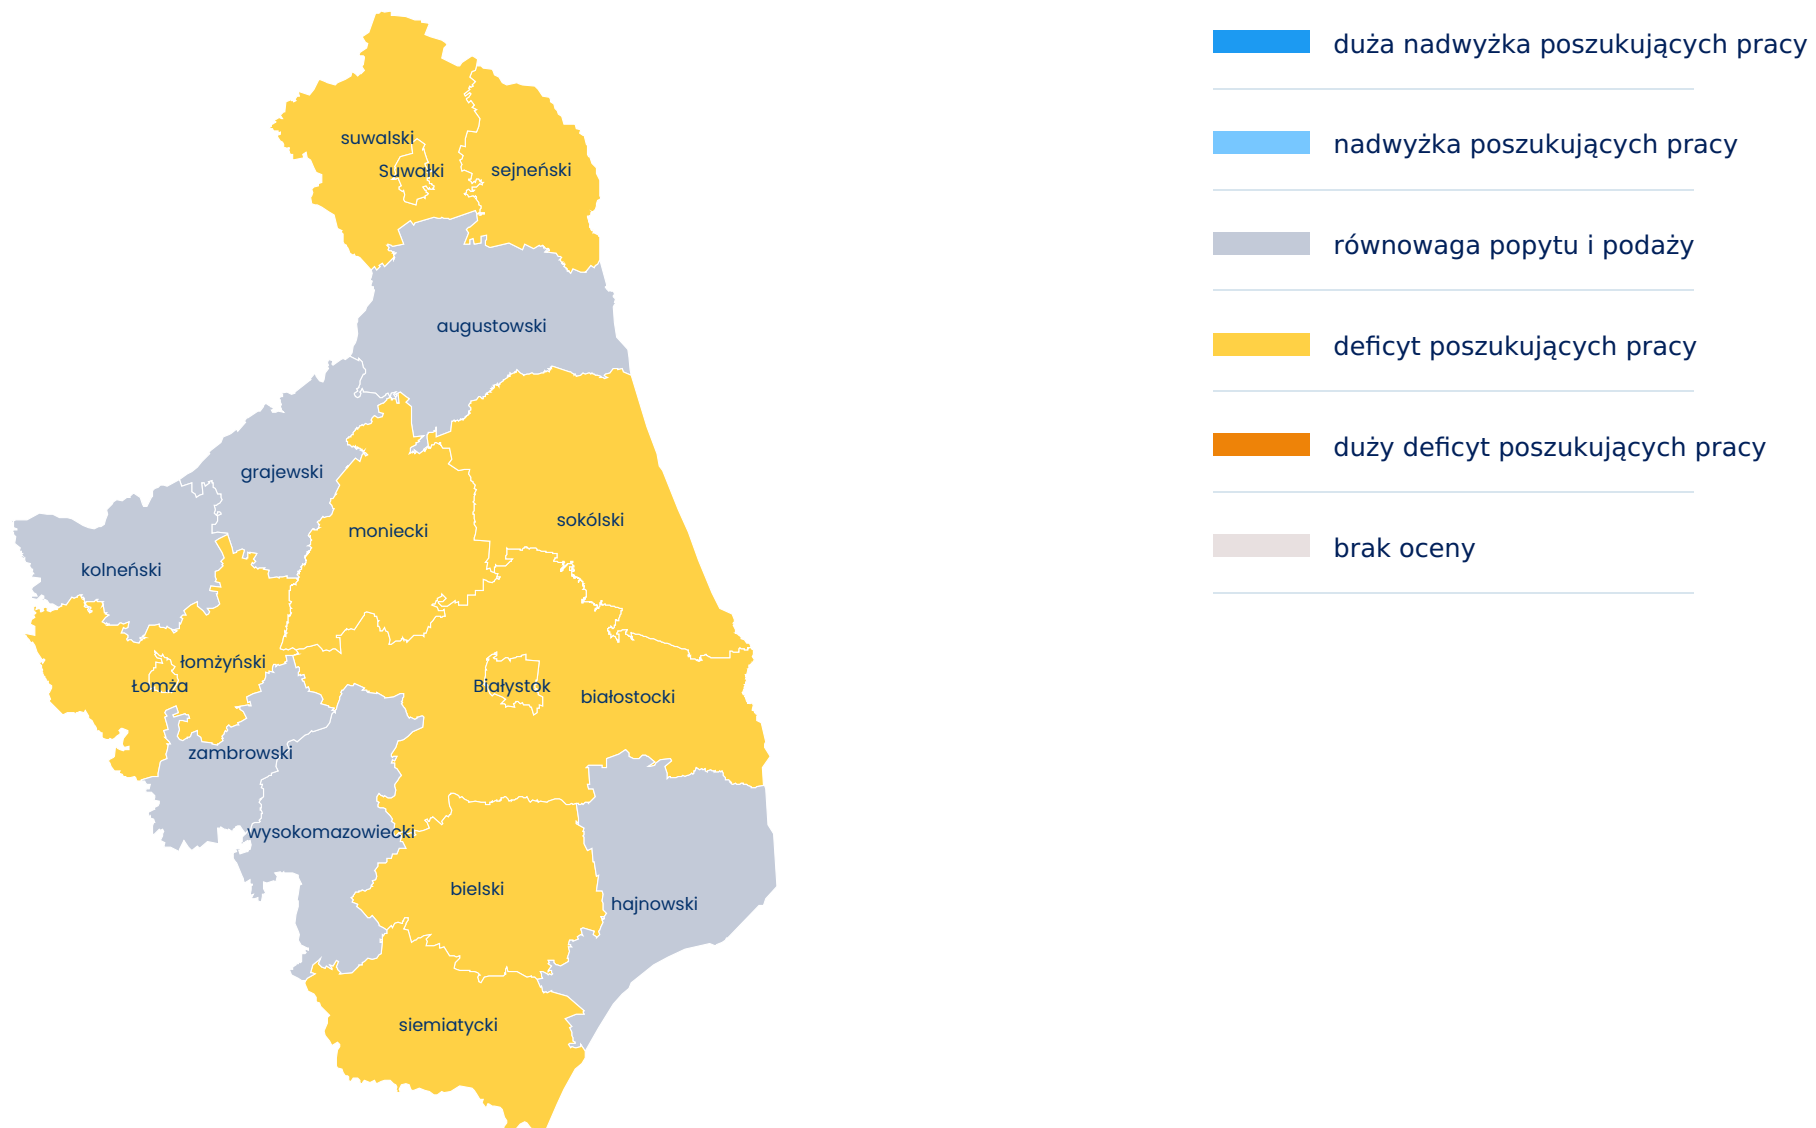 suwalski
Suwałki
sejneński
augustowski
grajewski
moniecki
sokólski
kolneński
łomżyński
Łomża
Białystok
białostocki
zambrowski
wysokomazowiecki
bielski
hajnowski
siemiatycki
duża nadwyżka poszukujących pracy
nadwyżka poszukujących pracy
równowaga popytu i podaży
deficyt poszukujących pracy
duży deficyt poszukujących pracy
brak oceny